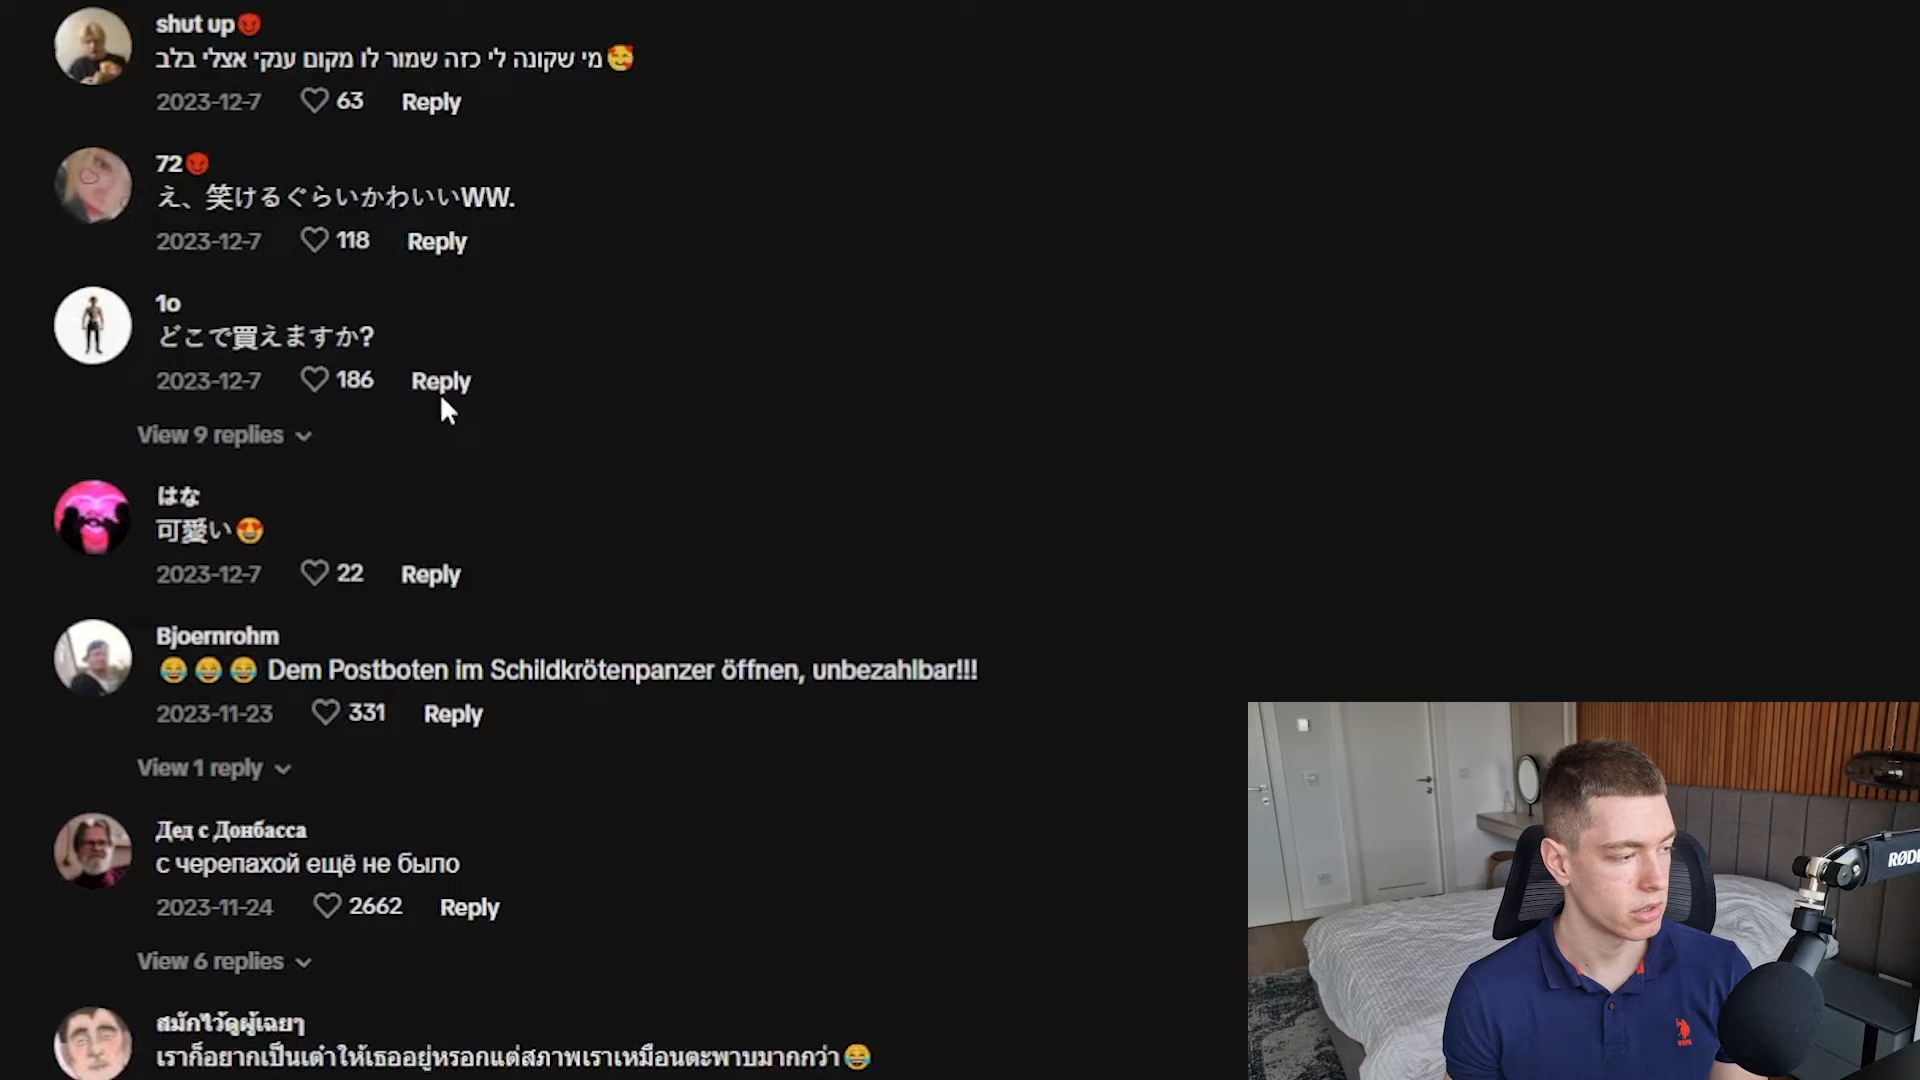 shut up
מי שקונה לי כזה שמור לו מקום ענקי אצלי בלב
2023-12-7 63 Reply
72
え、笑けるぐらいかわいいWW.
2023-12-7 118 Reply
1o
どこで買えますか?
2023-12-7 186 Reply
View 9 replies
はな
可愛い
2023-12-7 22 Reply
Bjoernrohm
Dem Postboten im Schildkrötenpanzer öffnen, unbezahlbar!!!
2023-11-23 331 Reply
View 1 reply
Дед с Донбасса
с черепахой ещё не было
2023-11-24 2662 Reply
View 6 replies
สมักไว้ดูผู้เฉยๆ
เราก็อยากเป็นเต่าให้เธออยู่หรอกแต่สภาพเราเหมือนตะพาบมากกว่า